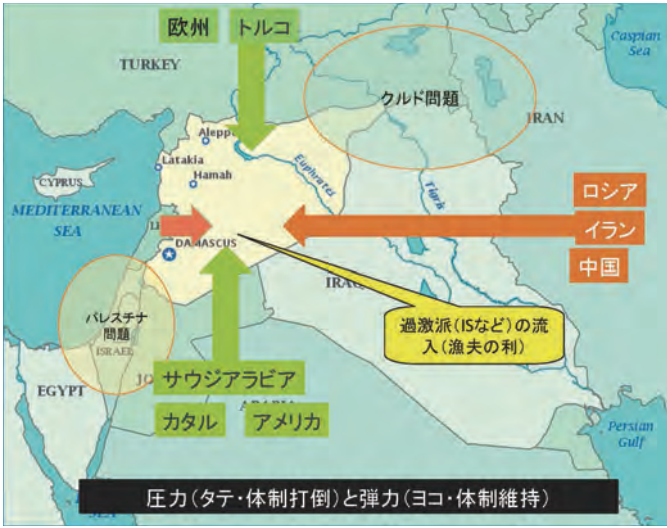 欧州 トルコ
Caspian
Sea
TURKEY
クルド問題
IRAN
Aleppo
Latakia
Hamah
Euphrates
Tigris
CYPRUS
MEDITERRANEAN
SEA
ロシア
イラン
中国
DAMASCUS
IRAQ
過激派(ISなど)の流
入(漁夫の利)
パレスチナ
問題
ISRAEL
EGYPT
サウジアラビア
カタル アメリカ
Persian
Gulf
圧力(タテ・体制打倒)と弾力(ヨコ・体制維持)
SEA